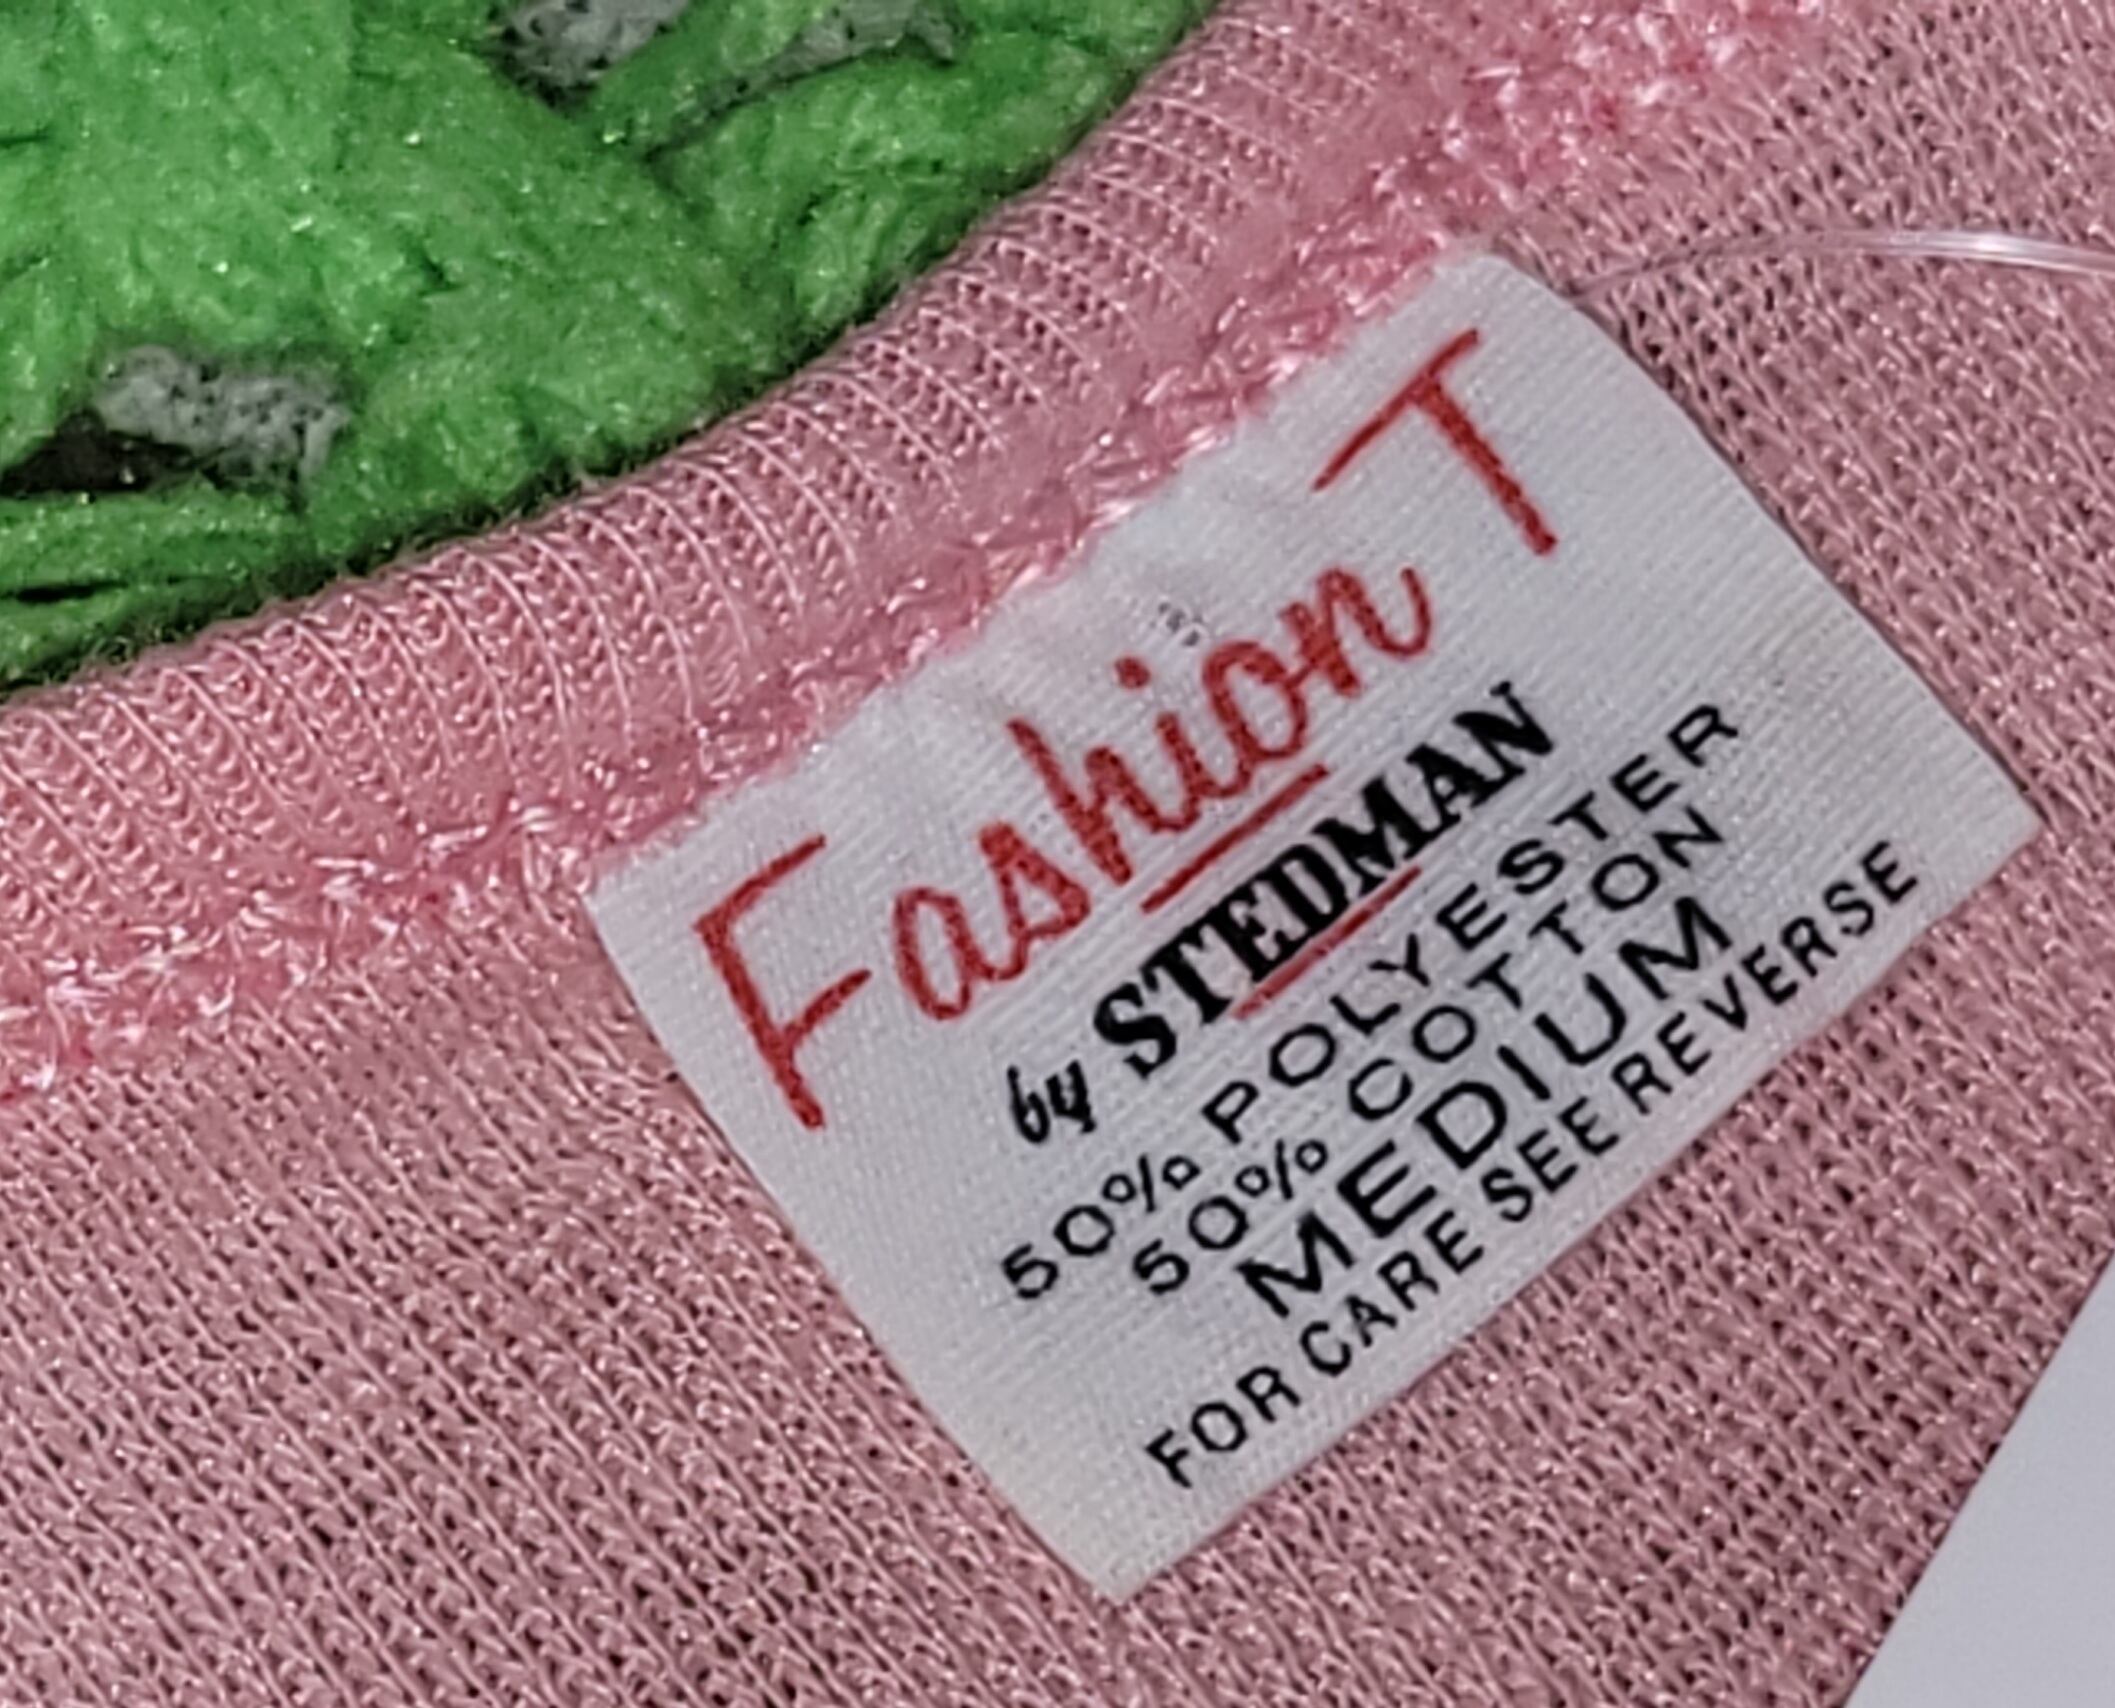 Fashion T
by STEDMAN
50% POLYESTER
50% COTTON
MEDIUM
FOR CARE SEE REVERSE